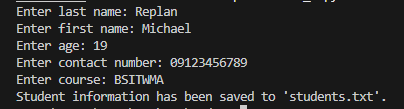 Enter last name: Replan
Enter first name: Michael
Enter age: 19
Enter contact number: 09123456789
Enter course: BSITWMA
Student information has been saved to 'students.txt'.